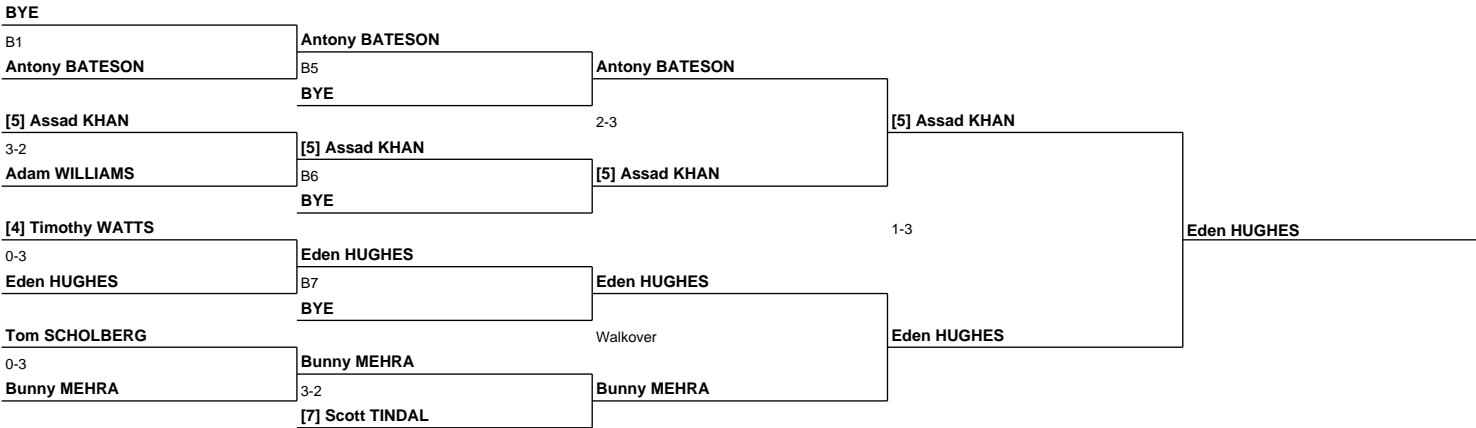 BYE
B1
Antony BATESON
Antony BATESON
B5
BYE
Antony BATESON
[5] Assad KHAN
3-2
Adam WILLIAMS
[5] Assad KHAN
B6
BYE
2-3
[5] Assad KHAN
[5] Assad KHAN
[4] Timothy WATTS
0-3
Eden HUGHES
Eden HUGHES
B7
BYE
Eden HUGHES
1-3
Eden HUGHES
Tom SCHOLBERG
0-3
Bunny MEHRA
Bunny MEHRA
3-2
[7] Scott TINDAL
Walkover
Bunny MEHRA
Eden HUGHES